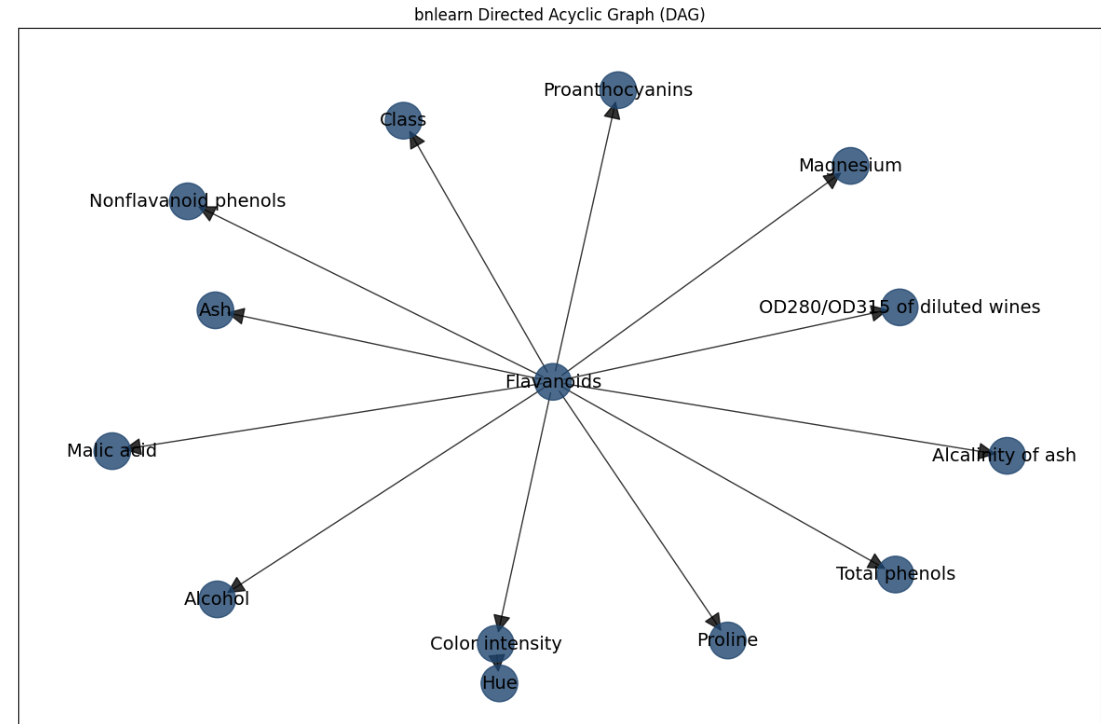 bnlearn Directed Acyclic Graph (DAG)
Proanthocyanins
Class
Magnesium
Nonflavanoid phenols
Ash
OD280/OD315 of diluted wines
Flavanoids
Malic acid
Alcalinity of ash
Total phenols
Alcohol
Color intensity
Proline
Hue